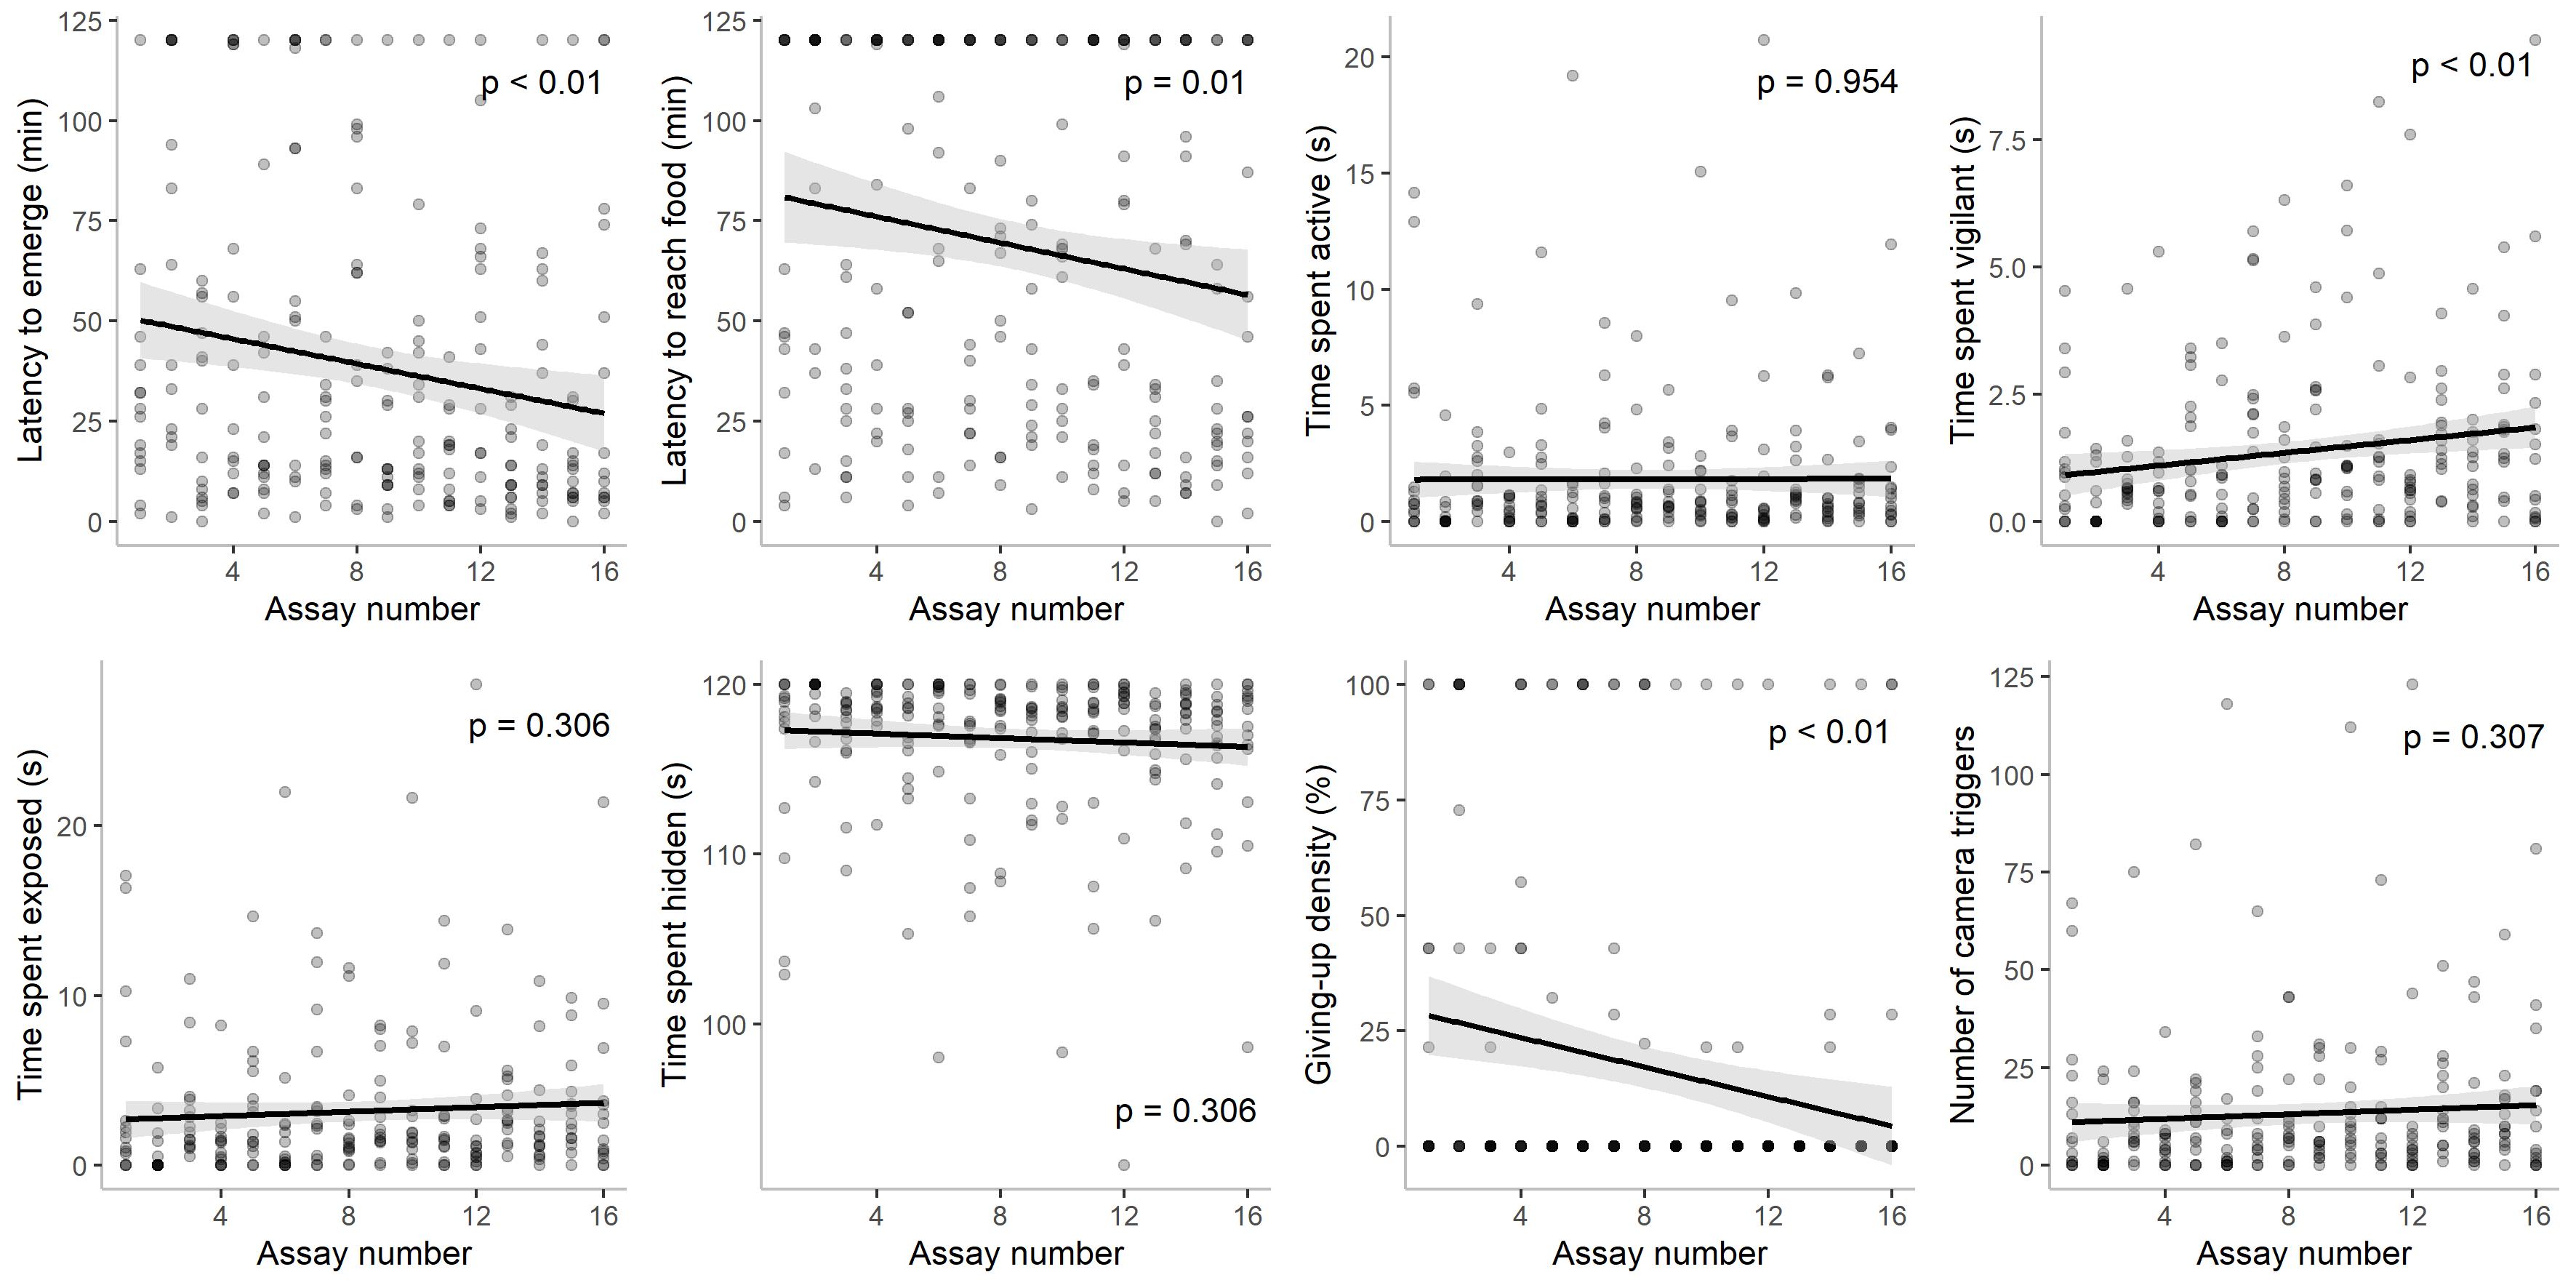 Latency to emerge (min)
125
100
75
50
25
0
p < 0.01
4 8 12 16
Assay number
Latency to reach food (min)
125
100
75
50
25
0
p = 0.01
4 8 12 16
Assay number
Time spent active (s)
20
15
10
5
0
p = 0.954
4 8 12 16
Assay number
Time spent vigilant (s)
7.5
5.0
2.5
0.0
p < 0.01
4 8 12 16
Assay number
Time spent exposed (s)
20
10
0
p = 0.306
4 8 12 16
Assay number
Time spent hidden (s)
120
110
100
p = 0.306
4 8 12 16
Assay number
Giving-up density (%)
100
75
50
25
0
p < 0.01
4 8 12 16
Assay number
Number of camera triggers
125
100
75
50
25
0
p = 0.307
4 8 12 16
Assay number